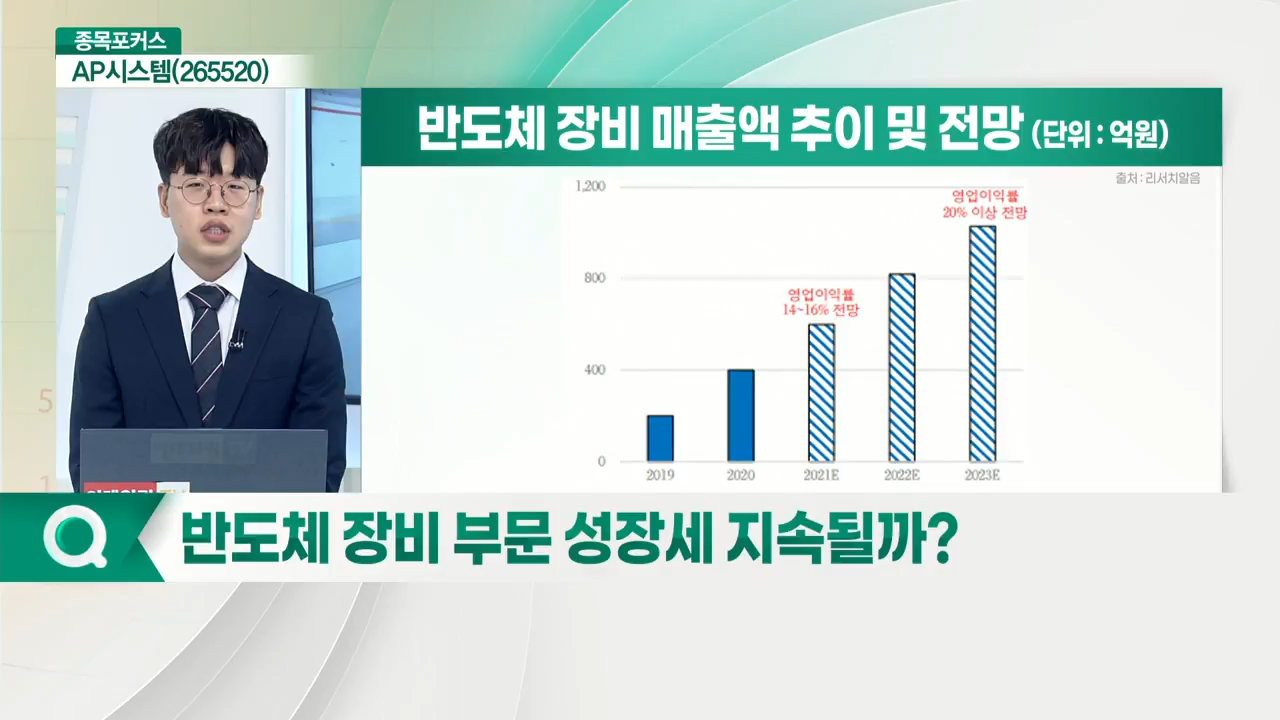 종목포커스
AP시스템(265520)
반도체 장비 매출액 추이 및 전망 (단위 : 억원)
출처 : 리서치알음
1,200
영업이익률
20% 이상 전망
800
영업이익률
14~16% 전망
400
0
2019 2020 2021E 2022E 2023E
5
1
Q 반도체 장비 부문 성장세 지속될까?